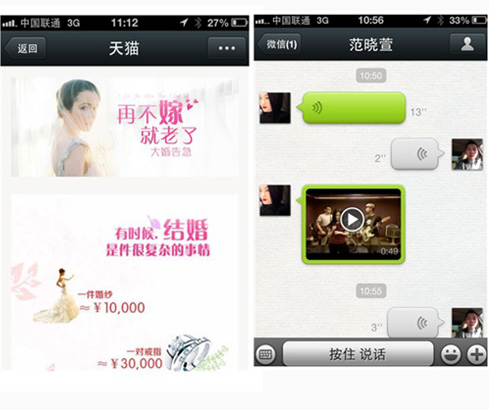 中国联通 3G 11:12 27%
返回 天猫
再不嫁
就老了
大婚告急
有时候,结婚
是件很复杂的事情
一件婚纱
≈￥10,000
一对戒指
≈￥30,000
中国联通 3G 10:56 33%
微信(1) 范晓萱
10:50
13''
2''
0:49
10:55
3''
按住 说话